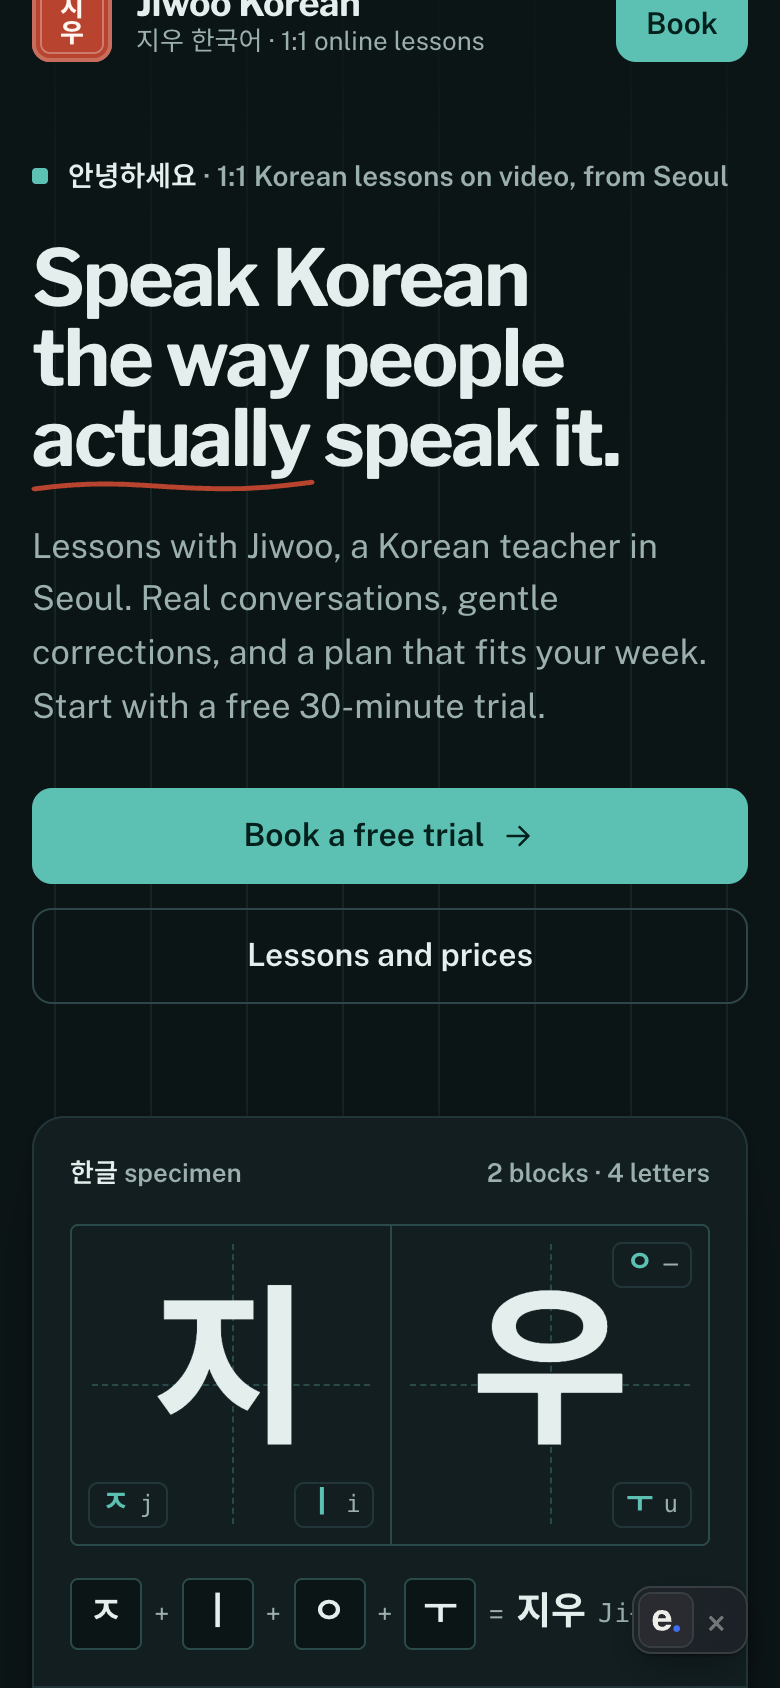 지우
Jiwoo Korean
지우 한국어 · 1:1 online lessons
Book
안녕하세요 · 1:1 Korean lessons on video, from Seoul
Speak Korean
the way people
actually speak it.
Lessons with Jiwoo, a Korean teacher in
Seoul. Real conversations, gentle
corrections, and a plan that fits your week.
Start with a free 30-minute trial.
Book a free trial →
Lessons and prices
한글 specimen
2 blocks · 4 letters
ㅇ –
지 우
ㅈ j
ㅣ i
ㅜ u
ㅈ + ㅣ + ㅇ + ㅜ = 지우 Ji
e. ×